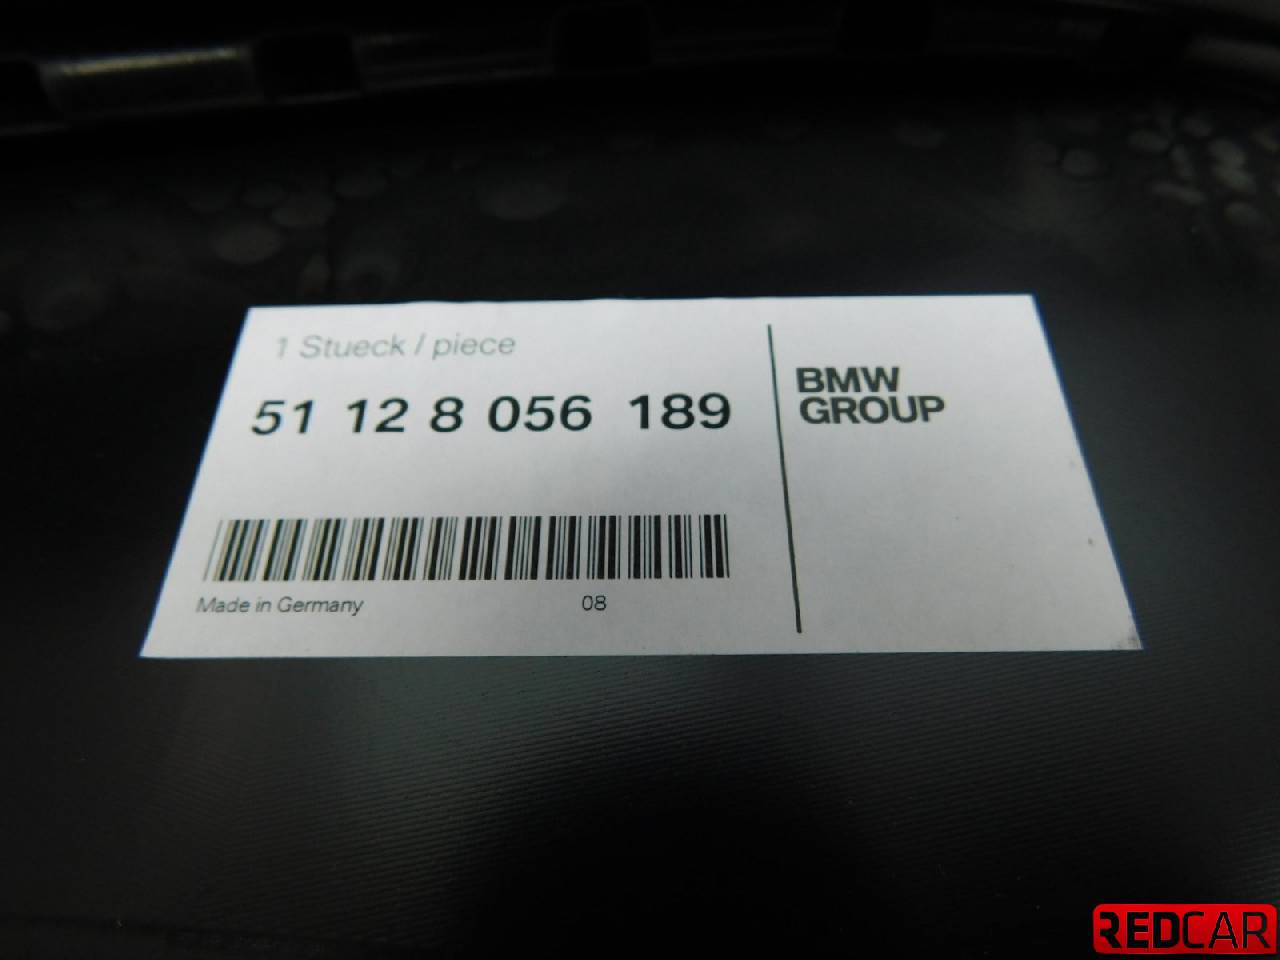 1 Stueck / piece
51 12 8 056 189
BMW
GROUP
Made in Germany 08
REDCAR